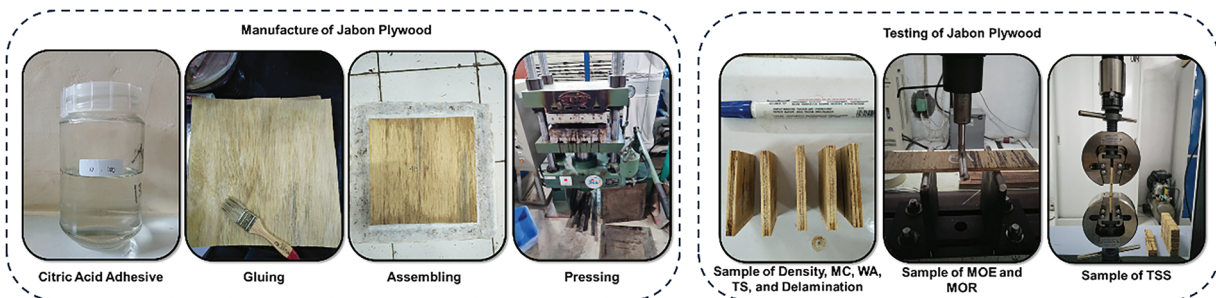 Manufacture of Jabon Plywood
Citric Acid Adhesive
Gluing
Assembling
Pressing
Testing of Jabon Plywood
Sample of Density, MC, WA,
TS, and Delamination
Sample of MOE and
MOR
Sample of TSS